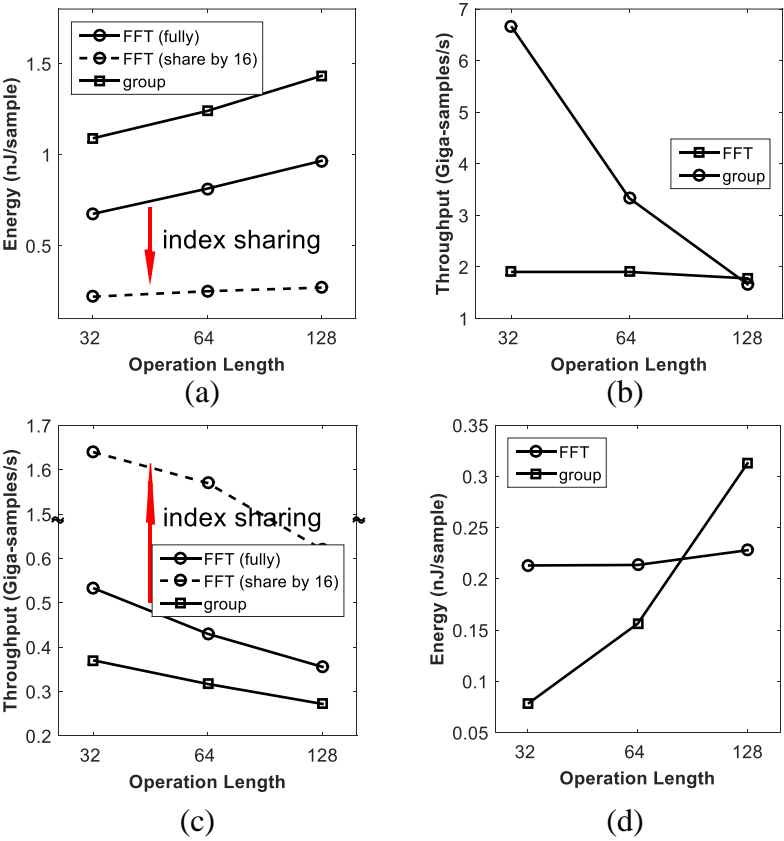 FFT (fully)
FFT (share by 16)
group
1.5
1
0.5
Energy (nJ/sample)
index sharing
32 64 128
Operation Length
(a)
7
6
5
4
3
2
1
Throughput (Giga-samples/s)
FFT
group
32 64 128
Operation Length
(b)
1.7
1.6
1.5
0.6
0.5
0.4
0.3
0.2
Throughput (Giga-samples/s)
index sharing
FFT (fully)
FFT (share by 16)
group
32 64 128
Operation Length
(c)
0.35
0.3
0.25
0.2
0.15
0.1
0.05
Energy (nJ/sample)
FFT
group
32 64 128
Operation Length
(d)